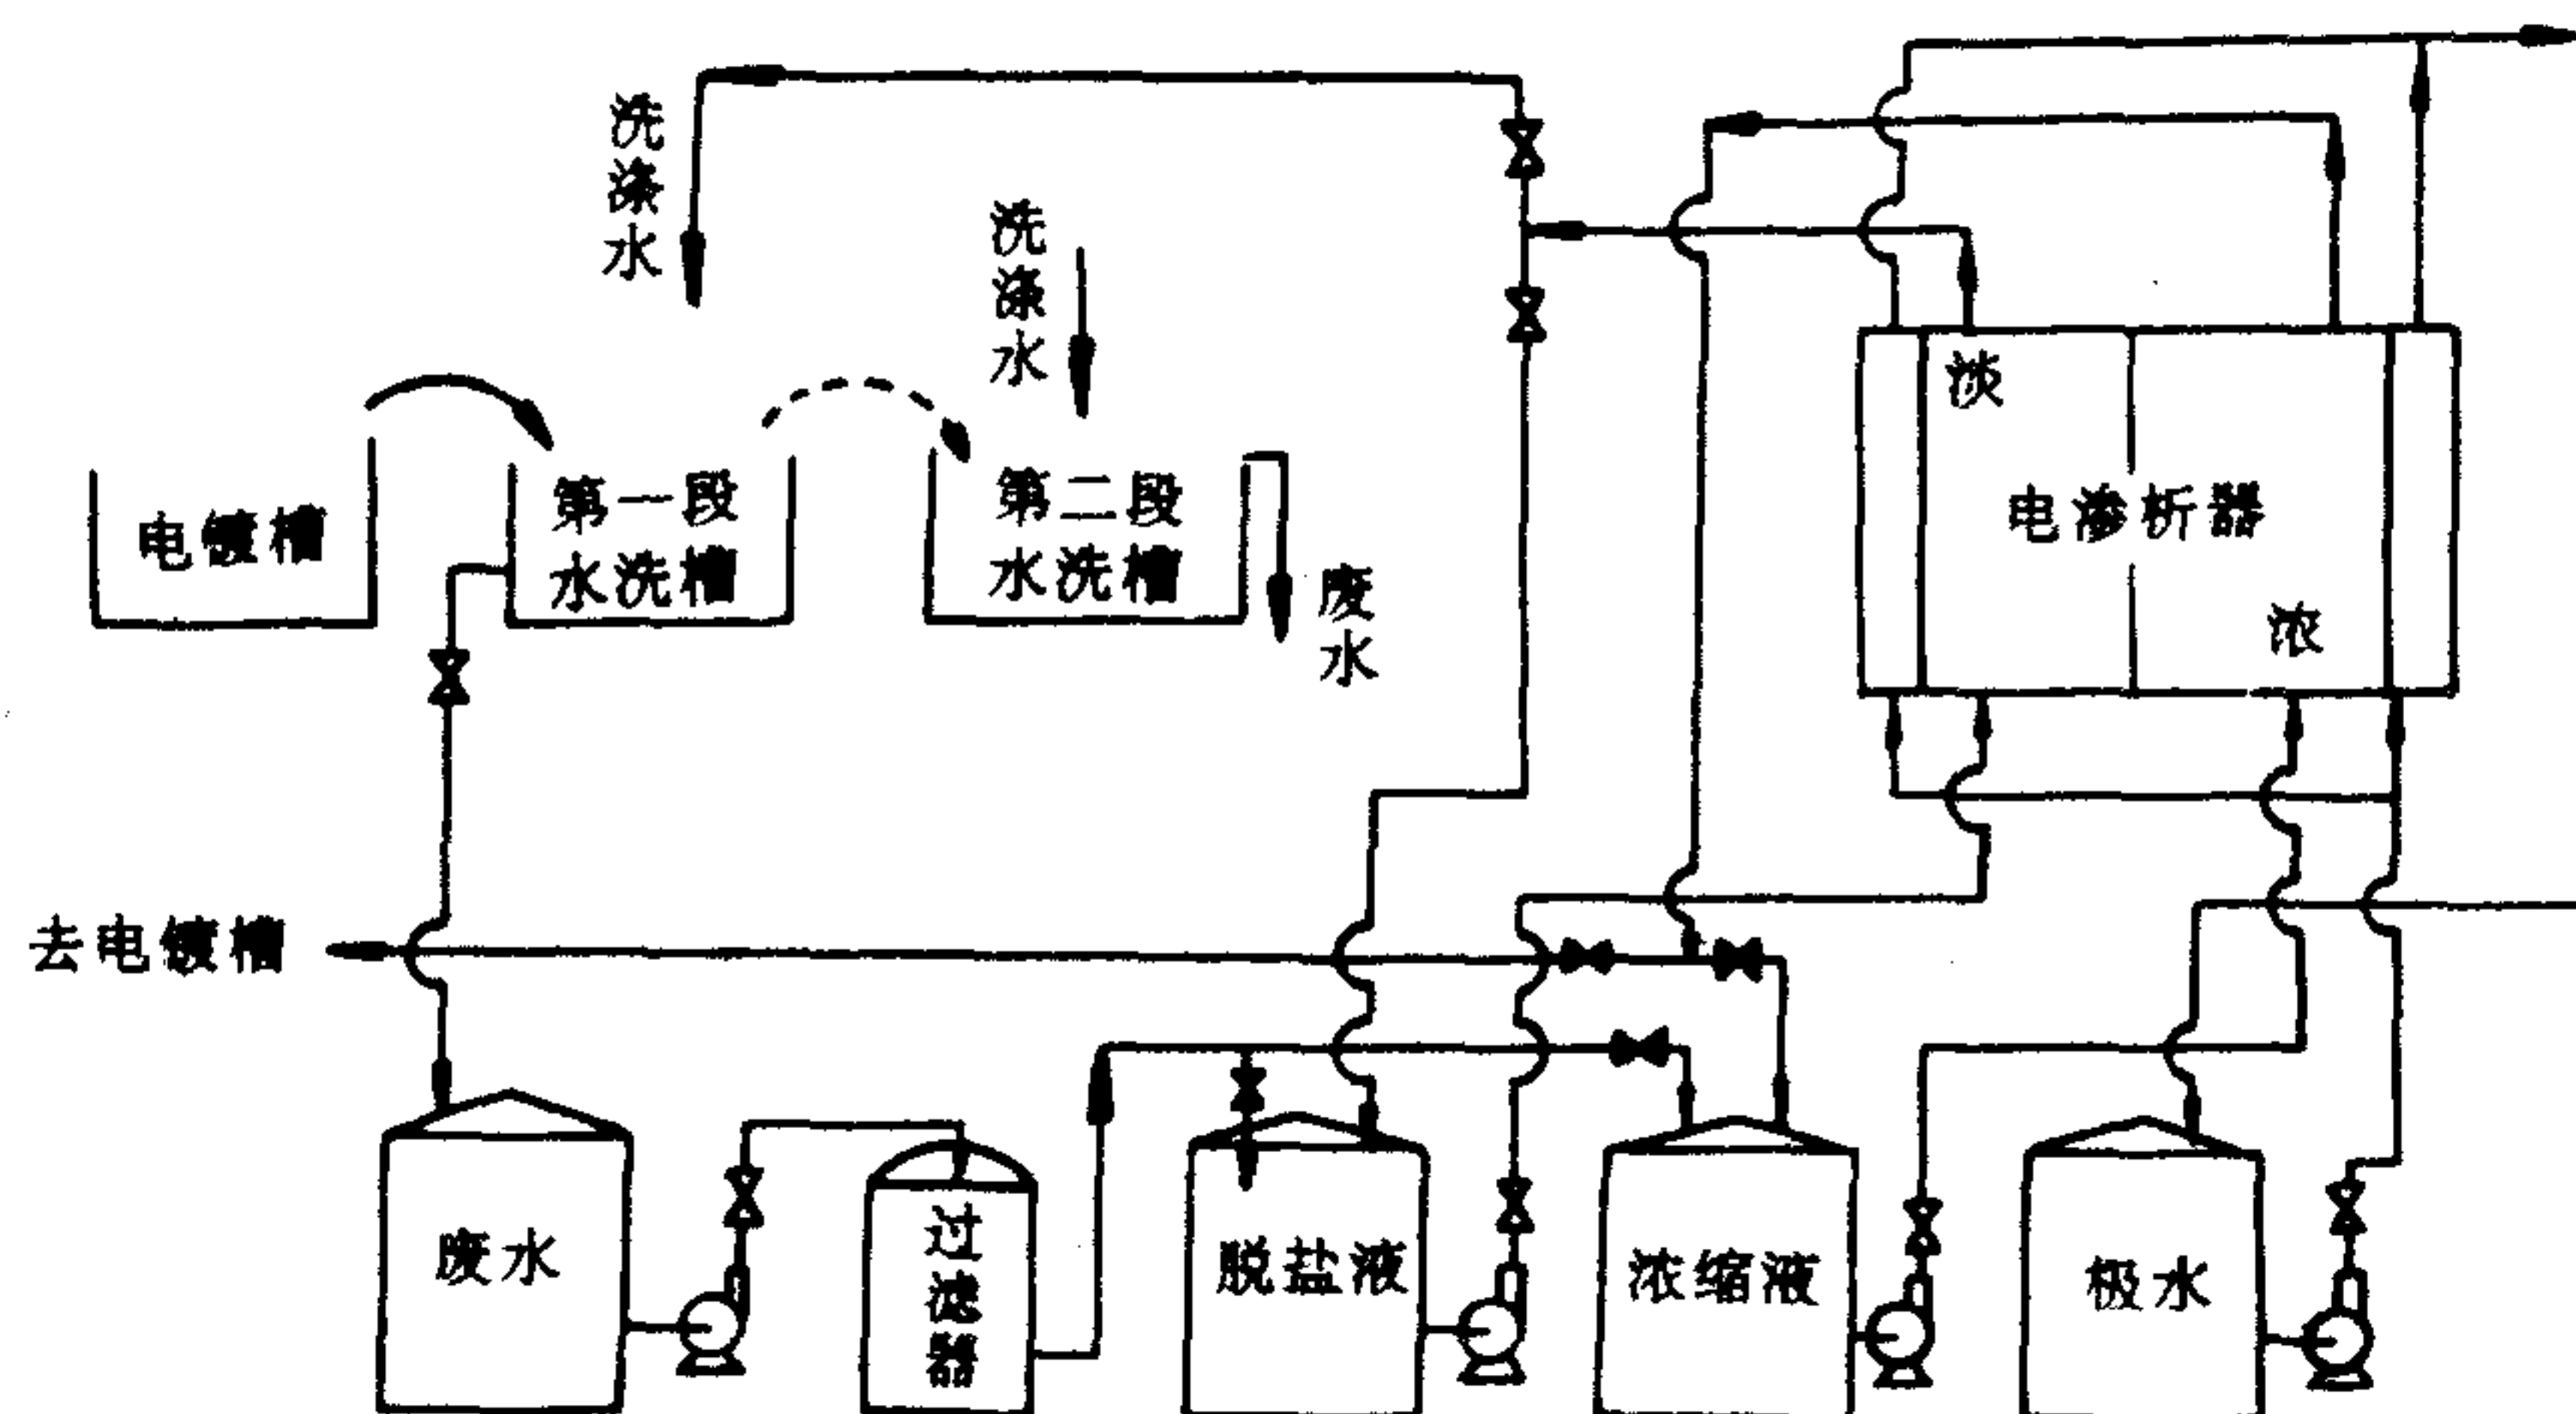 洗涤水
洗涤水
淡
电镀槽
第一段
水洗槽
第二段
水洗槽
电渗析器
废水
浓
去电镀槽
废水
过滤器
脱盐液
浓缩液
极水